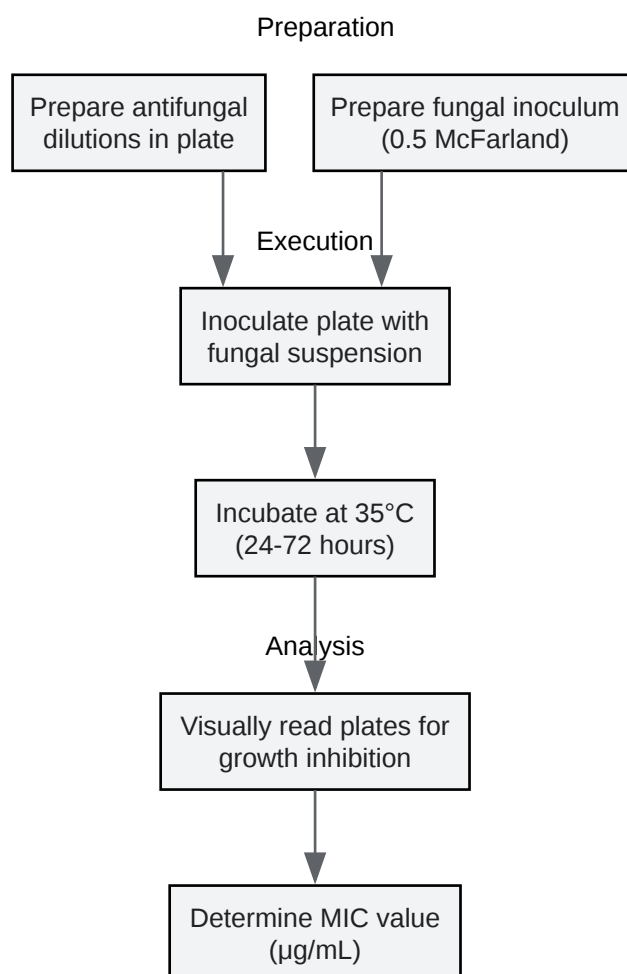 Preparation
Prepare antifungal
dilutions in plate
Prepare fungal inoculum
(0.5 McFarland)
Execution
Inoculate plate with
fungal suspension
Incubate at 35°C
(24-72 hours)
Analysis
Visually read plates for
growth inhibition
Determine MIC value
(µg/mL)